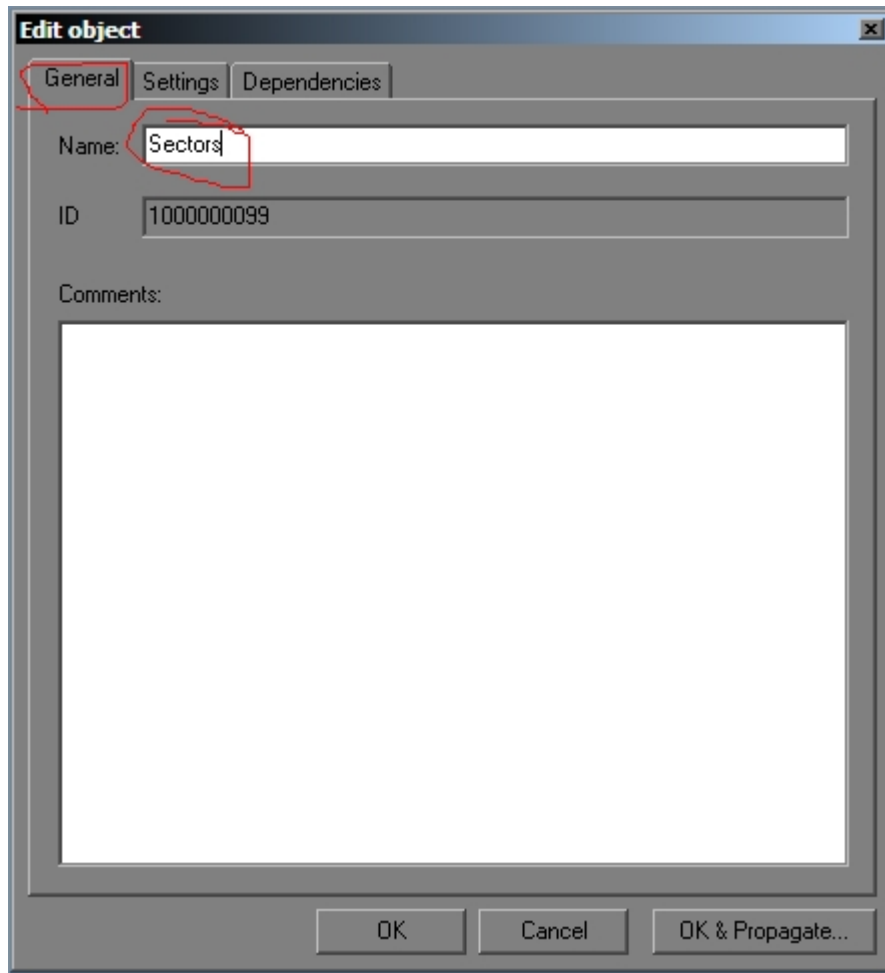 Edit object
General Settings Dependencies
Name: Sectors
ID 1000000099
Comments:
OK Cancel OK & Propagate...